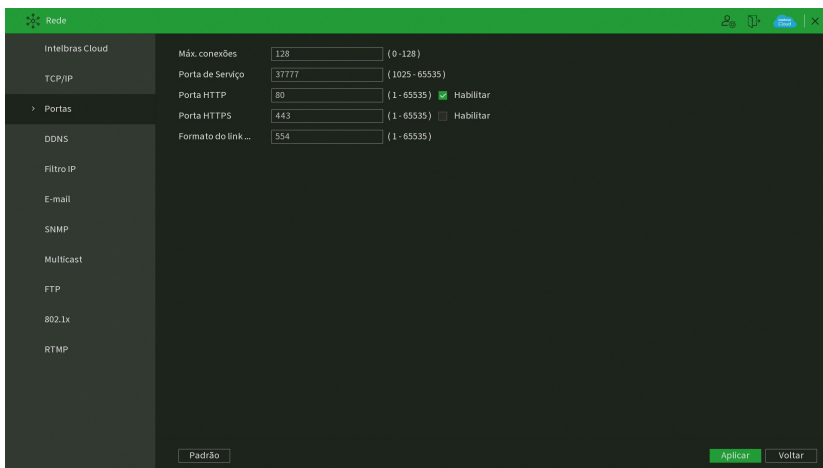 Rede
Cloud
Intelbras Cloud
TCP/IP
Portas
DDNS
Filtro IP
E-mail
SNMP
Multicast
FTP
802.1x
RTMP
Máx. conexões 128 ( 0 -128 )
Porta de Serviço 37777 ( 1025 - 65535 )
Porta HTTP 80 ( 1 - 65535 ) Habilitar
Porta HTTPS 443 ( 1 - 65535 ) Habilitar
Formato do link ... 554 ( 1 - 65535 )
Padrão Aplicar Voltar